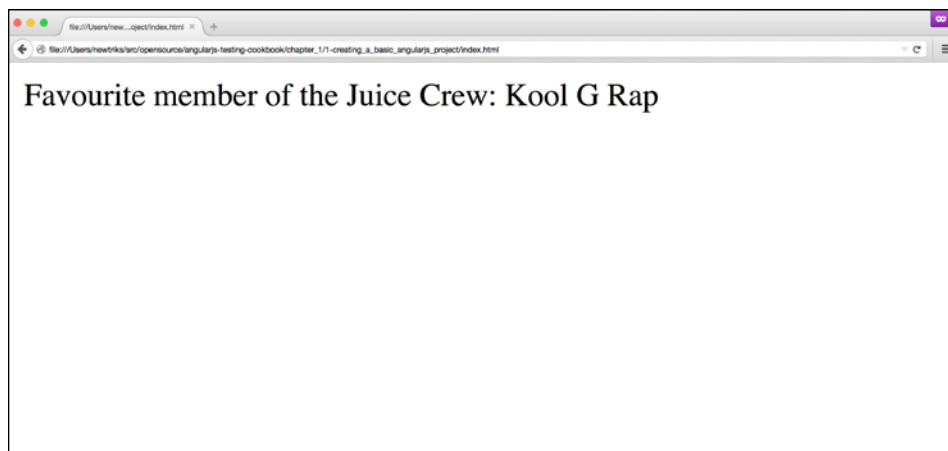 file:///Users/new...oject/index.html
file:///Users/newtriks/src/opensource/angularjs-testing-cookbook/chapter_1/1-creating_a_basic_angularjs_project/index.html
Favourite member of the Juice Crew: Kool G Rap